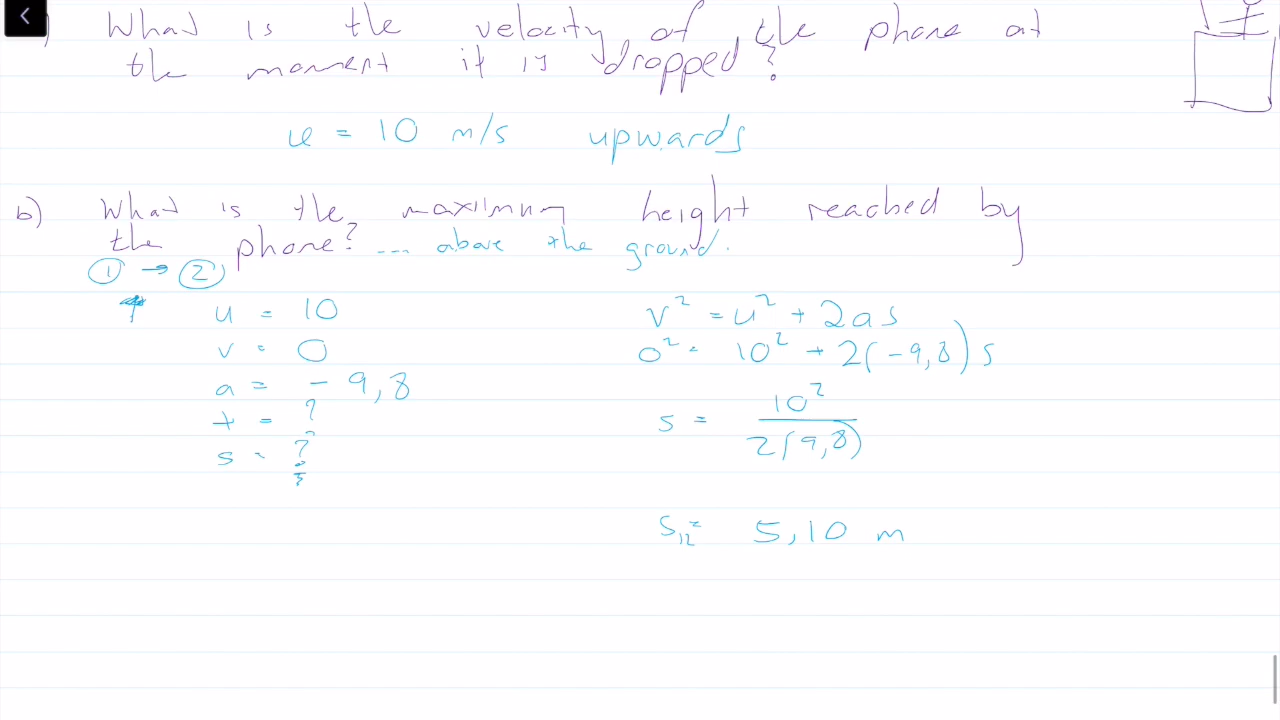 ) What is the velocity of the phone at
the moment it is dropped?
u = 10 m/s upwards
b) What is the maximum height reached by
the phone? ... above the ground.
① → ②
↑ u = 10
v = 0
a = - 9,8
t = ?
s = ?
v² = u² + 2as
0² = 10² + 2(-9,8)s
s = 10² / 2(9,8)
S₁₂ = 5,10 m